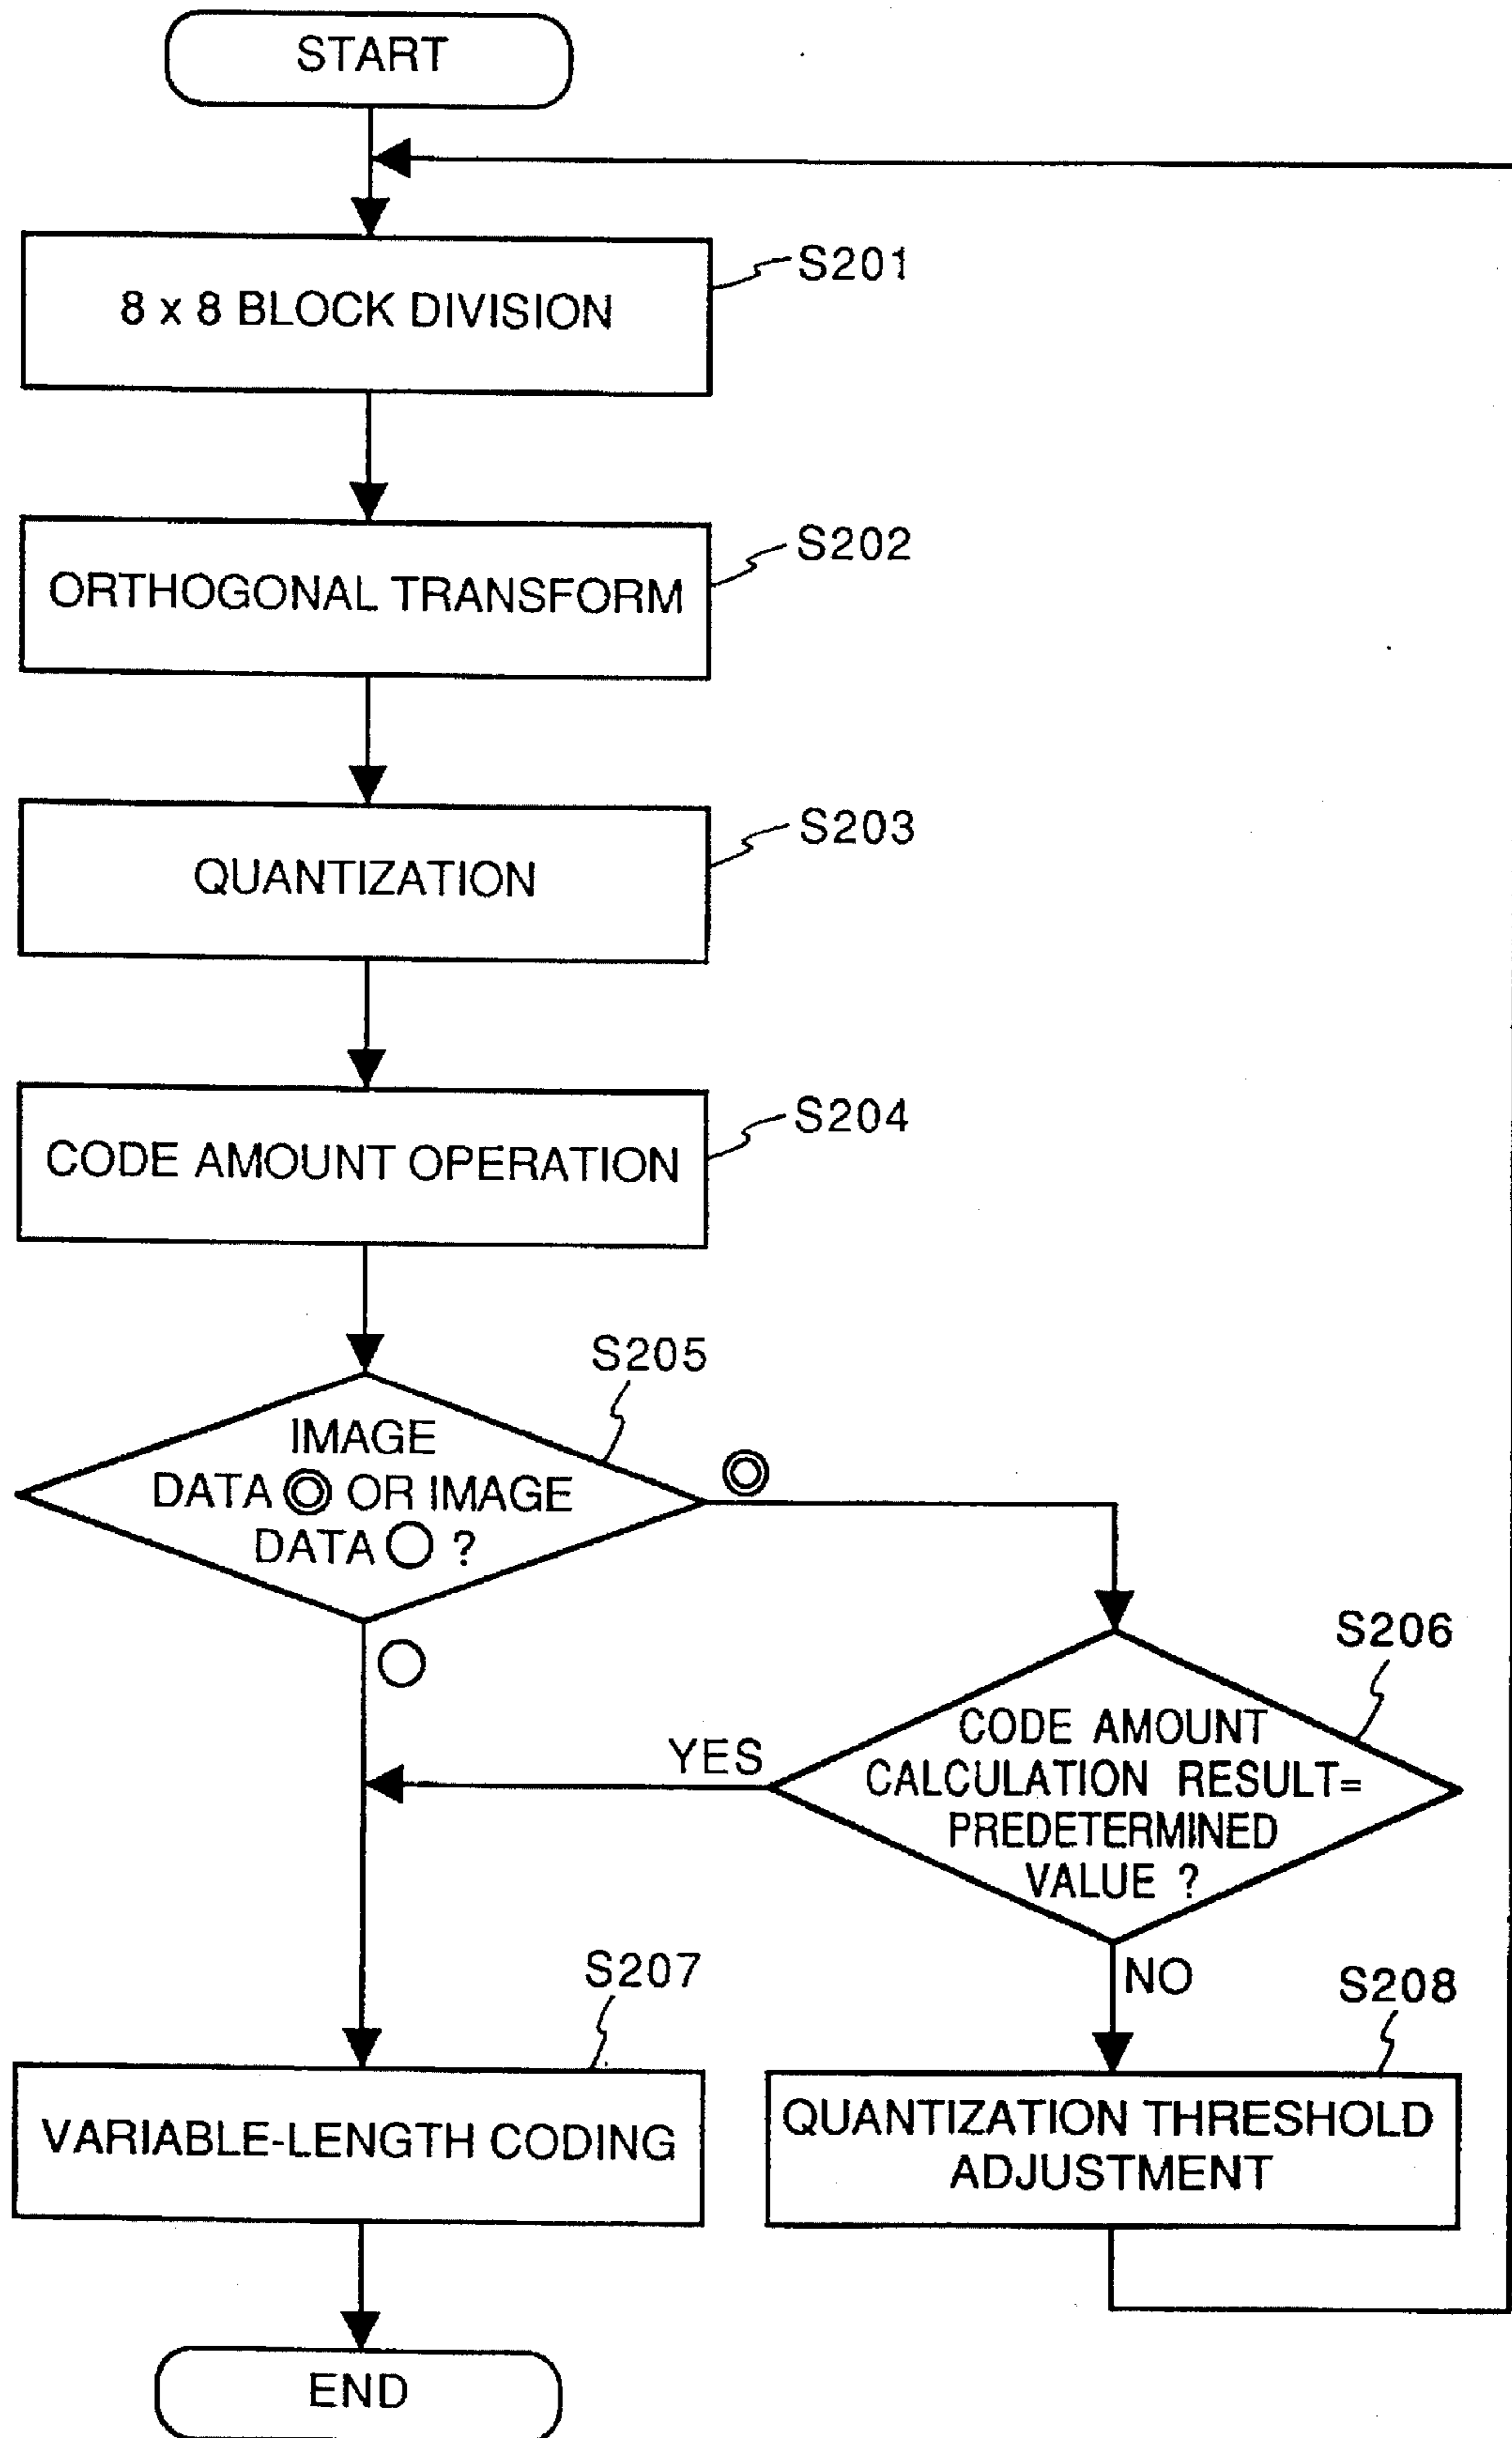 START
8 x 8 BLOCK DIVISION
S201
ORTHOGONAL TRANSFORM
S202
QUANTIZATION
S203
CODE AMOUNT OPERATION
S204
S205
IMAGE
DATA ◎ OR IMAGE
DATA ○ ?
◎
○
S206
CODE AMOUNT
CALCULATION RESULT=
PREDETERMINED
VALUE ?
YES
NO
S207
VARIABLE-LENGTH CODING
S208
QUANTIZATION THRESHOLD
ADJUSTMENT
END